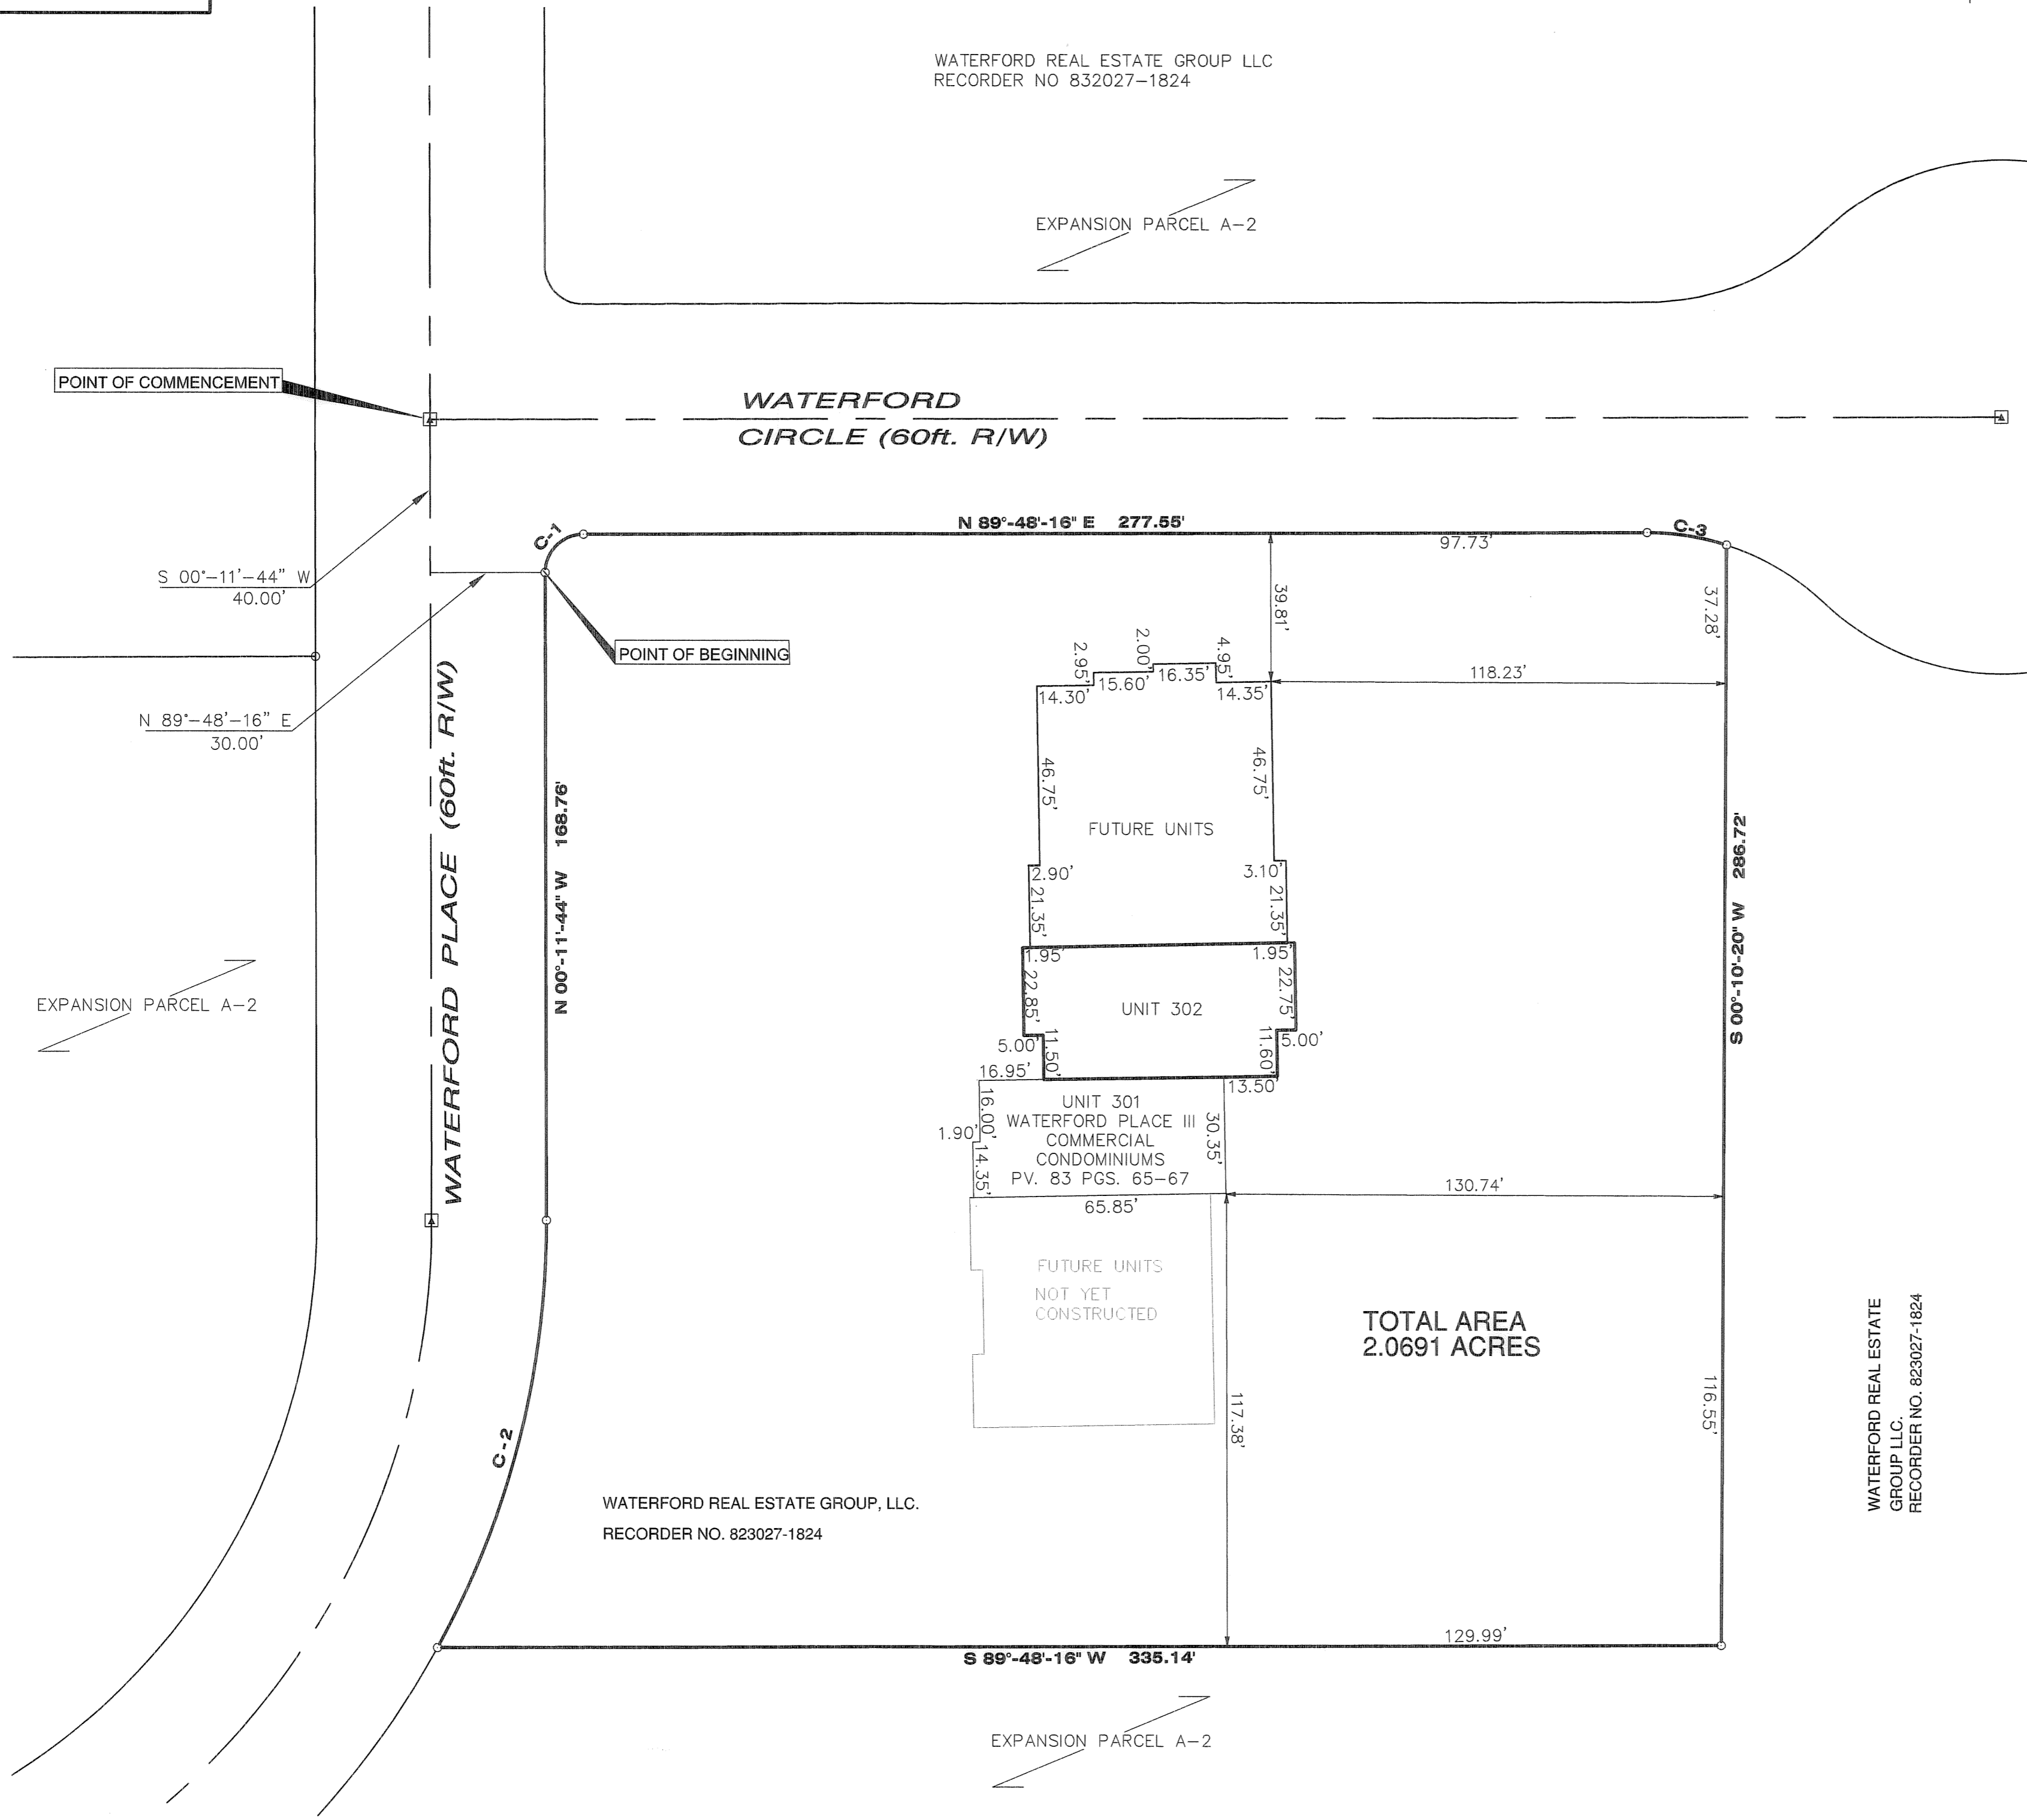 WATERFORD REAL ESTATE GROUP LLC
RECORDER NO 832027-1824
EXPANSION PARCEL A-2
POINT OF COMMENCEMENT
WATERFORD
CIRCLE (60ft. R/W)
N 89°-48'-16" E 277.55'
C-1
C-3
97.73'
S 00°-11'-44" W
40.00'
39.81'
37.28'
POINT OF BEGINNING
N 89°-48'-16" E
30.00'
WATERFORD PLACE (60ft. R/W)
N 00°-11'-44" W 168.76'
2.95'
2.00'
4.95'
14.30'
15.60'
16.35'
14.35'
118.23'
46.75'
46.75'
FUTURE UNITS
2.90'
3.10'
21.35'
21.35'
S 00°-10'-20" W 286.72'
1.95'
1.95'
22.85'
22.75'
UNIT 302
EXPANSION PARCEL A-2
5.00'
11.50'
11.60'
5.00'
16.95'
13.50'
16.00'
UNIT 301
WATERFORD PLACE III
COMMERCIAL
CONDOMINIUMS
PV. 83 PGS. 65-67
30.35'
1.90'
14.35'
65.85'
130.74'
FUTURE UNITS
NOT YET
CONSTRUCTED
TOTAL AREA
2.0691 ACRES
117.38'
116.55'
C-2
WATERFORD REAL ESTATE GROUP, LLC.
RECORDER NO. 823027-1824
WATERFORD REAL ESTATE
GROUP LLC.
RECORDER NO. 823027-1824
129.99'
S 89°-48'-16" W 335.14'
EXPANSION PARCEL A-2